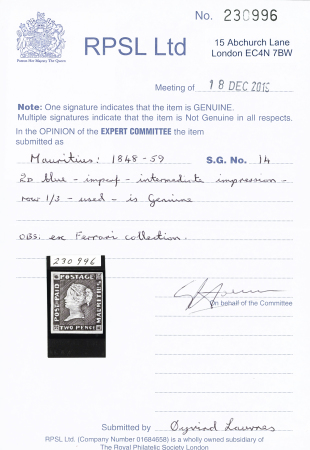 No. 230996
RPSL Ltd
15 Abchurch Lane
London EC4N 7BW
Meeting of 18 DEC 2015
Note: One signature indicates that the item is GENUINE.
Multiple signatures indicate that the item is Not Genuine in all respects.
In the OPINION of the EXPERT COMMITTEE the item
submitted as
Mauritius: 1848-59 S.G. No. 14
2D blue - imperf - intermediate impression -
row 1/3 - used - is Genuine
OBS. ex Ferrari collection.
230996
POSTAGE
POST PAID
MAURITIUS
TWO PENCE
On behalf of the Committee
Submitted by Øyvind Laurnes
RPSL Ltd. (Company Number 01684658) is a wholly owned subsidiary of
The Royal Philatelic Society London